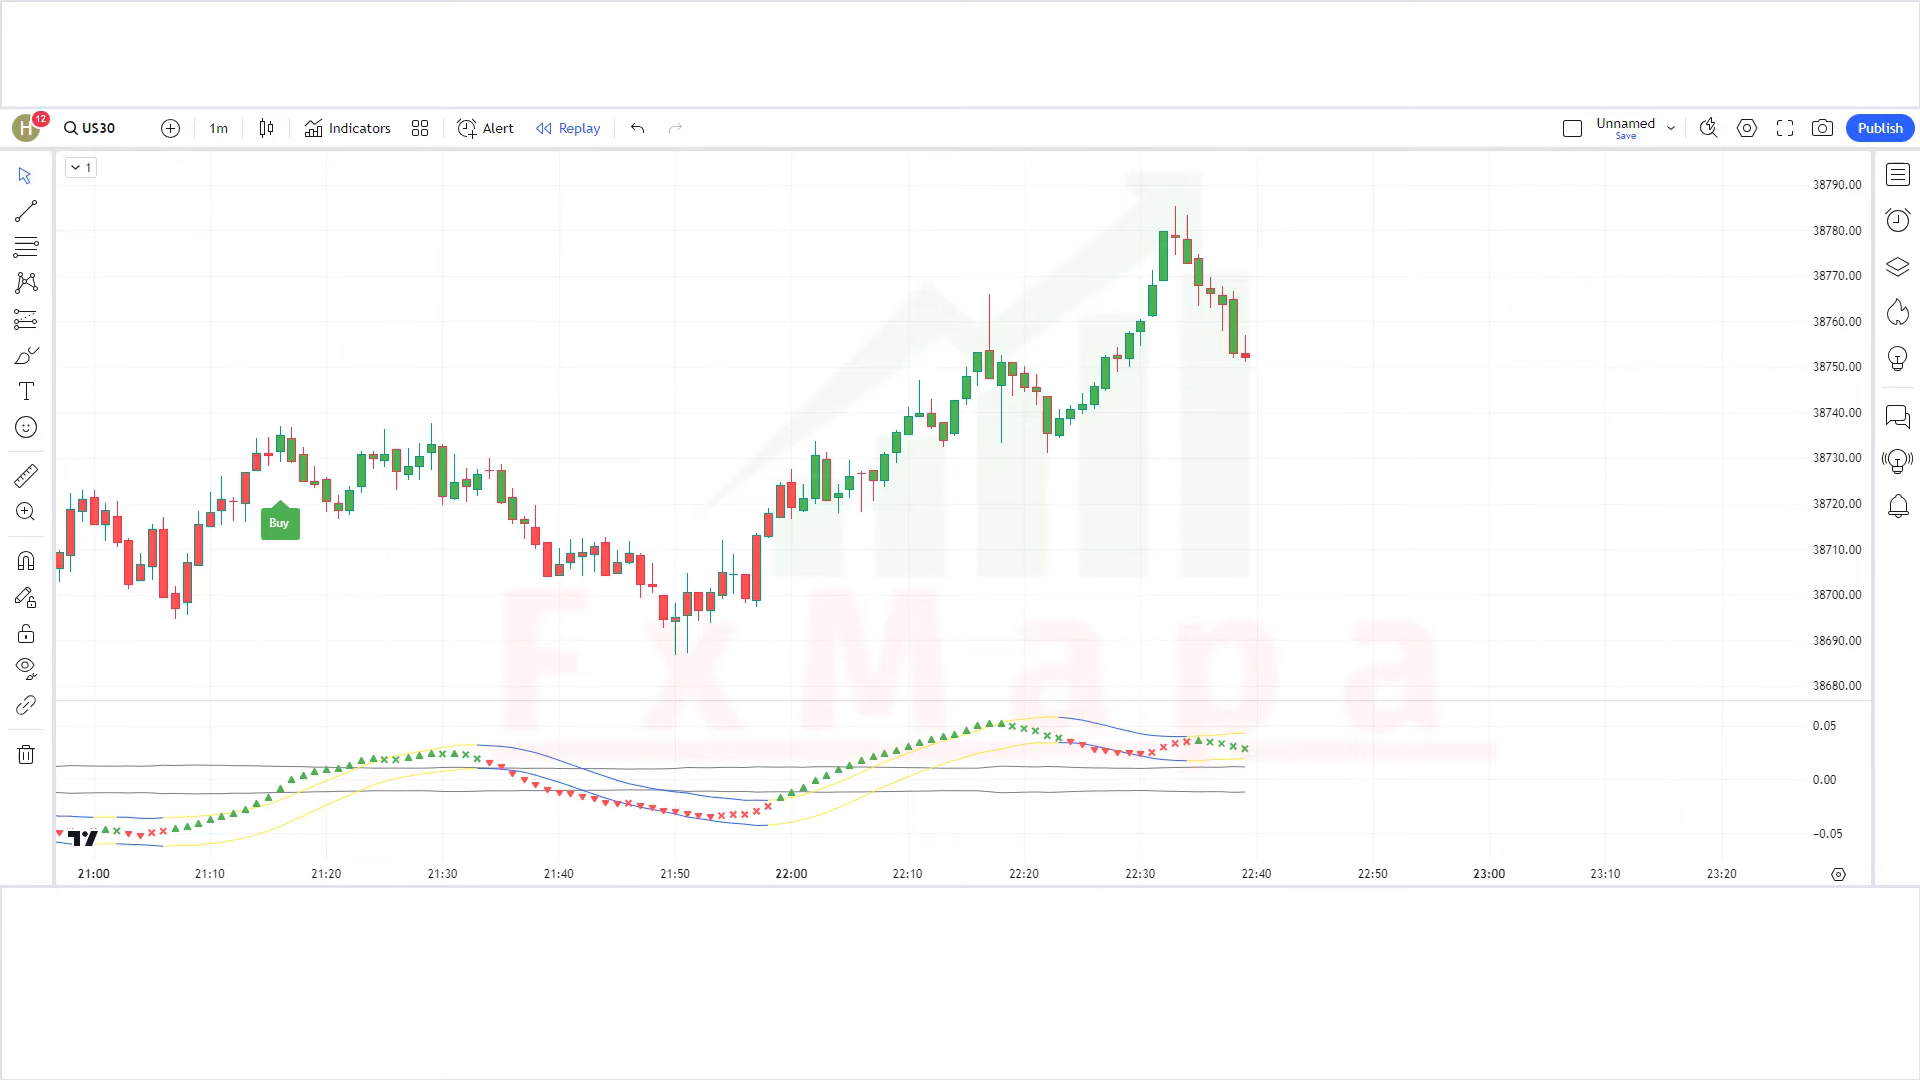 H
12
US30
1m
Indicators
Alert
Replay
Unnamed
Save
Publish
1
38790.00
38780.00
38770.00
38760.00
38750.00
38740.00
38730.00
38720.00
38710.00
38700.00
38690.00
38680.00
Buy
FxMapa
0.05
0.00
−0.05
21:00
21:10
21:20
21:30
21:40
21:50
22:00
22:10
22:20
22:30
22:40
22:50
23:00
23:10
23:20